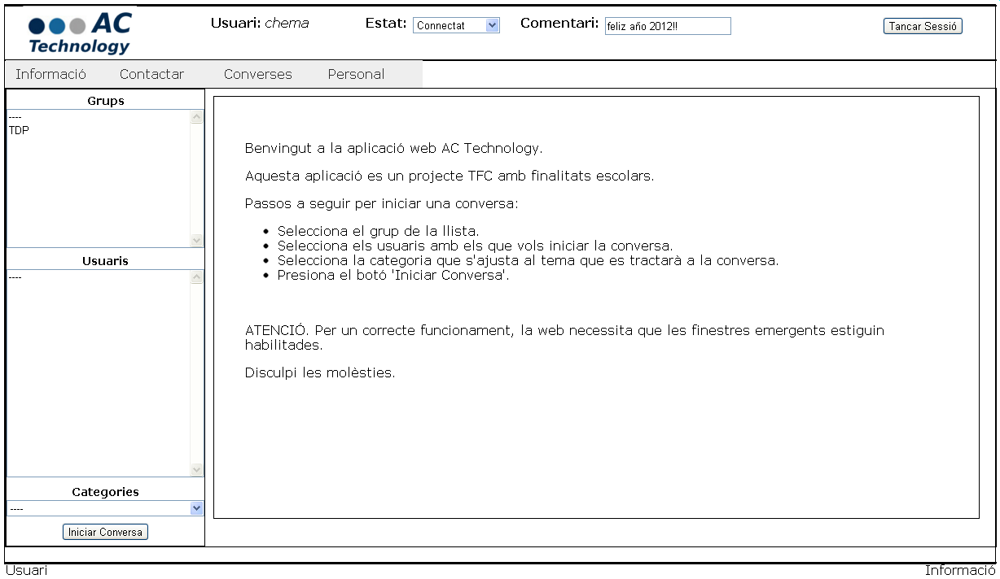 AC
Technology
Usuari: chema
Estat: Connectat
Comentari: feliz año 2012!!
Tancar Sessió
Informació Contactar Converses Personal
Grups
----
TDP
Usuaris
----
Categories
----
Iniciar Conversa
Benvingut a la aplicació web AC Technology.
Aquesta aplicació es un projecte TFC amb finalitats escolars.
Passos a seguir per iniciar una conversa:
• Selecciona el grup de la llista.
• Selecciona els usuaris amb els que vols iniciar la conversa.
• Selecciona la categoria que s'ajusta al tema que es tractarà a la conversa.
• Presiona el botó 'Iniciar Conversa'.
ATENCIÓ. Per un correcte funcionament, la web necessita que les finestres emergents estiguin
habilitades.
Disculpi les molèsties.
Usuari
Informació